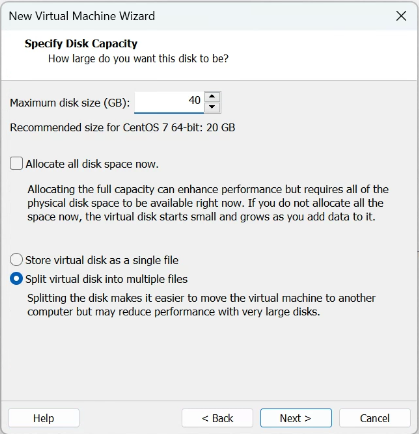 New Virtual Machine Wizard
Specify Disk Capacity
How large do you want this disk to be?
Maximum disk size (GB): 40
Recommended size for CentOS 7 64-bit: 20 GB
Allocate all disk space now.
Allocating the full capacity can enhance performance but requires all of the
physical disk space to be available right now. If you do not allocate all the
space now, the virtual disk starts small and grows as you add data to it.
Store virtual disk as a single file
Split virtual disk into multiple files
Splitting the disk makes it easier to move the virtual machine to another
computer but may reduce performance with very large disks.
Help < Back Next > Cancel